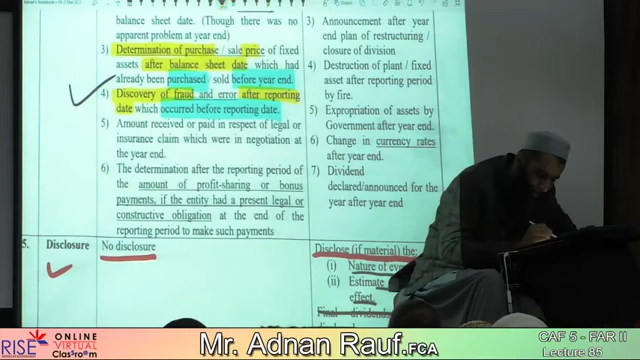 balance sheet date. (Though there was no
apparent problem at year end)
3) Determination of purchase / sale price of fixed
assets after balance sheet date which had
already been purchased / sold before year end.
4) Discovery of fraud and error after reporting
date which occurred before reporting date.
5) Amount received or paid in respect of legal or
insurance claim which were in negotiation at
the year end.
6) The determination after the reporting period of
the amount of profit-sharing or bonus
payments, if the entity had a present legal or
constructive obligation at the end of the
reporting period to make such payments
3) Announcement after year
end plan of restructuring /
closure of division
4) Destruction of plant / fixed
asset after reporting period
by fire.
5) Expropriation of assets by
Government after year end.
6) Change in currency rates
after year end.
7) Dividend
declared/announced for the
year after year end
5. Disclosure
No disclosure
Disclose (if material) the:
(i) Nature of
(ii) Estimate
effect.
Final dividends
RISE
ONLINE
VIRTUAL
Classroom
Mr. Adnan Rauf.FCA
CAF 5 - FAR II
Lecture 85